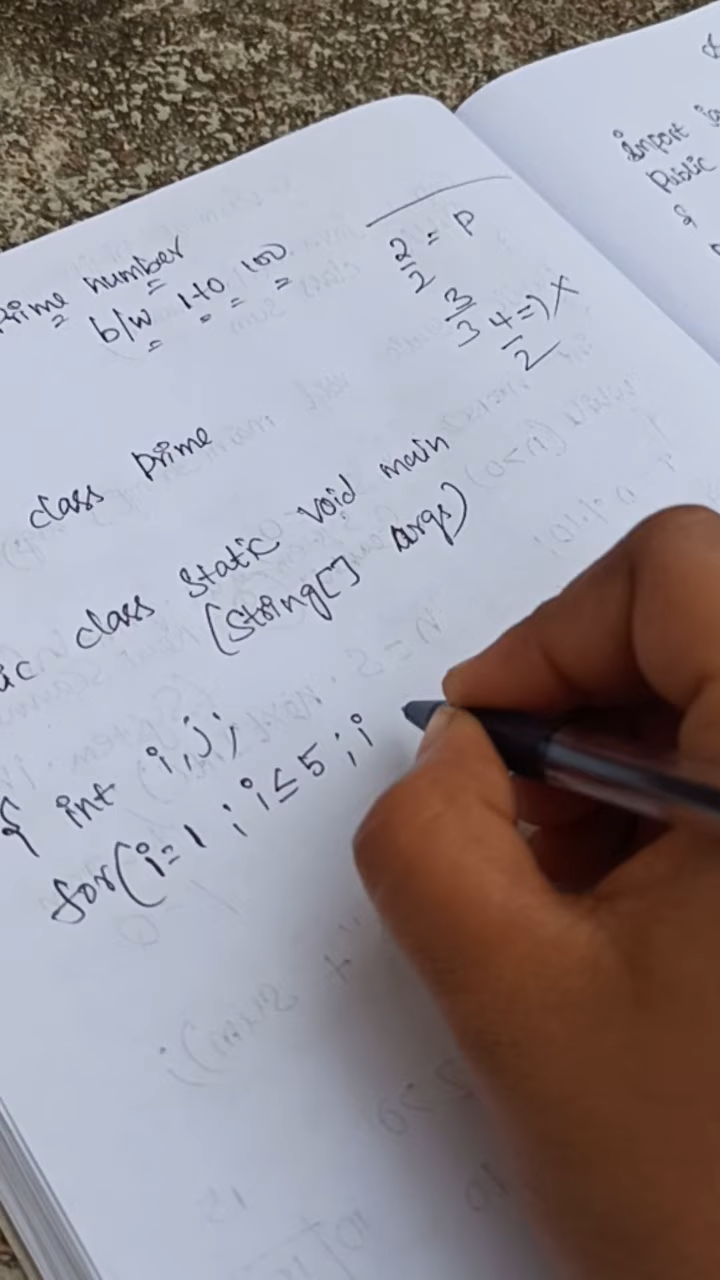 Prime number
b/w 1 to 100
2/2 = P
3/3
4/2 => X
class Prime
class static void main
(String[] args)
{ int i,j;
for(i=1 ; i≤5 ; i
import
Public